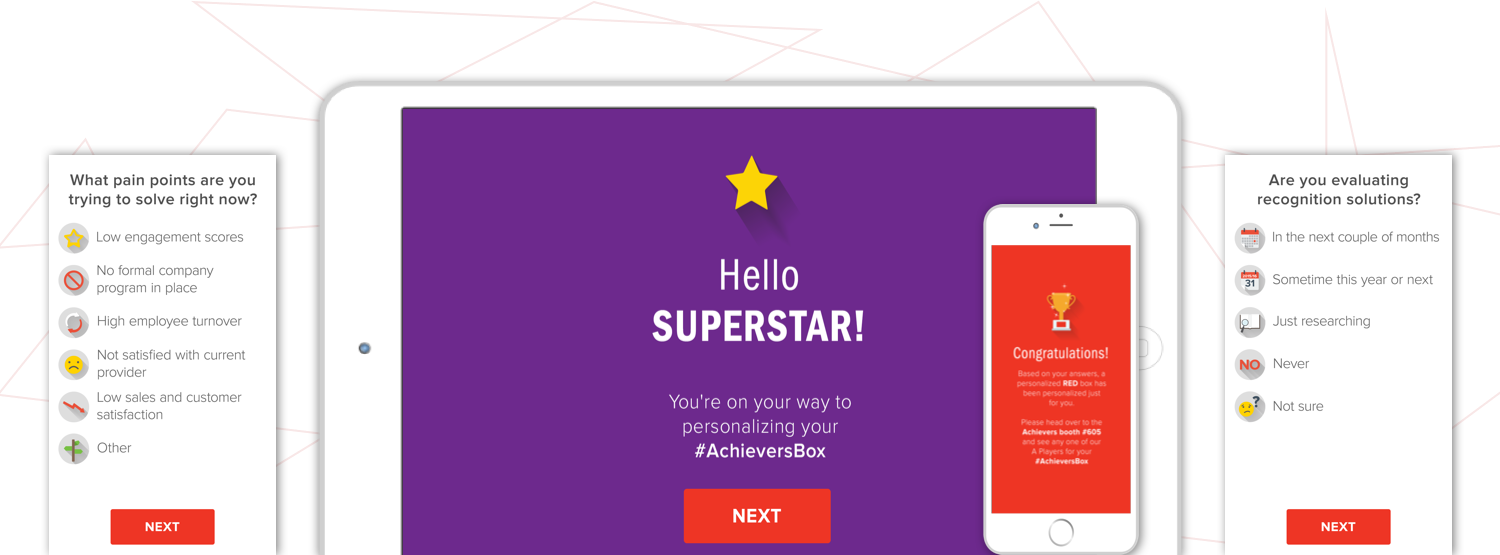 What pain points are you
trying to solve right now?
Low engagement scores
No formal company
program in place
High employee turnover
Not satisfied with current
provider
Low sales and customer
satisfaction
Other
NEXT
Hello
SUPERSTAR!
You're on your way to
personalizing your
#AchieversBox
NEXT
Congratulations!
Based on your answers, a
personalized RED box has
been personalized just
for you.
Please head over to the
Achievers booth #605
and see any one of our
A Players for your
#AchieversBox
Are you evaluating
recognition solutions?
In the next couple of months
31
Sometime this year or next
Just researching
NO
Never
?
Not sure
NEXT